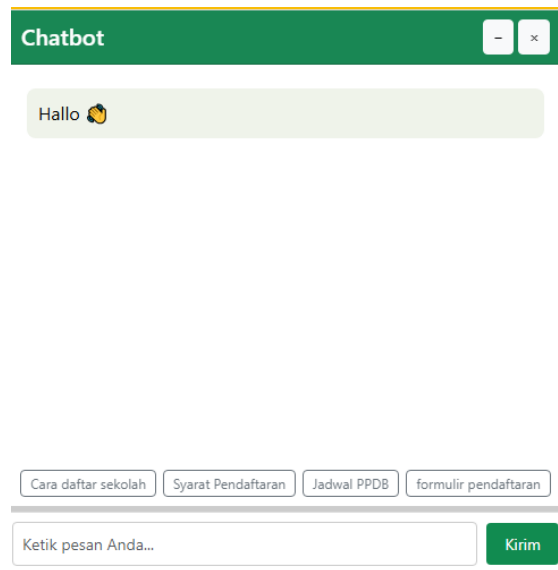 Chatbot
Hallo 👏
Cara daftar sekolah Syarat Pendaftaran Jadwal PPDB formulir pendaftaran
Ketik pesan Anda... Kirim